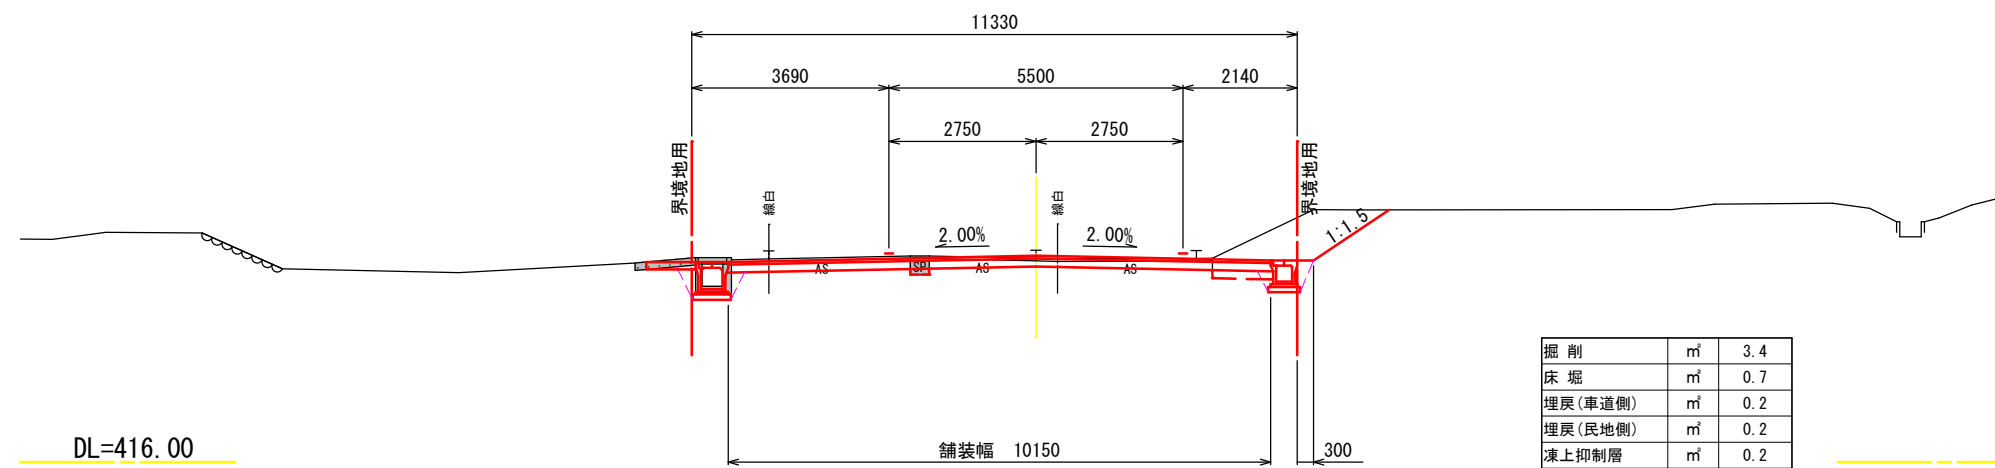 11330
3690 5500 2140
2750 2750
界境地用
線白
線白
界境地用
2.00% 2.00%
1:1.5
AS SP AS AS
掘 削 ㎡ 3.4
床 堀 ㎡ 0.7
埋戻(車道側) ㎡ 0.2
埋戻(民地側) ㎡ 0.2
凍上抑制層 ㎡ 0.2
DL=416.00
舗装幅 10150
300